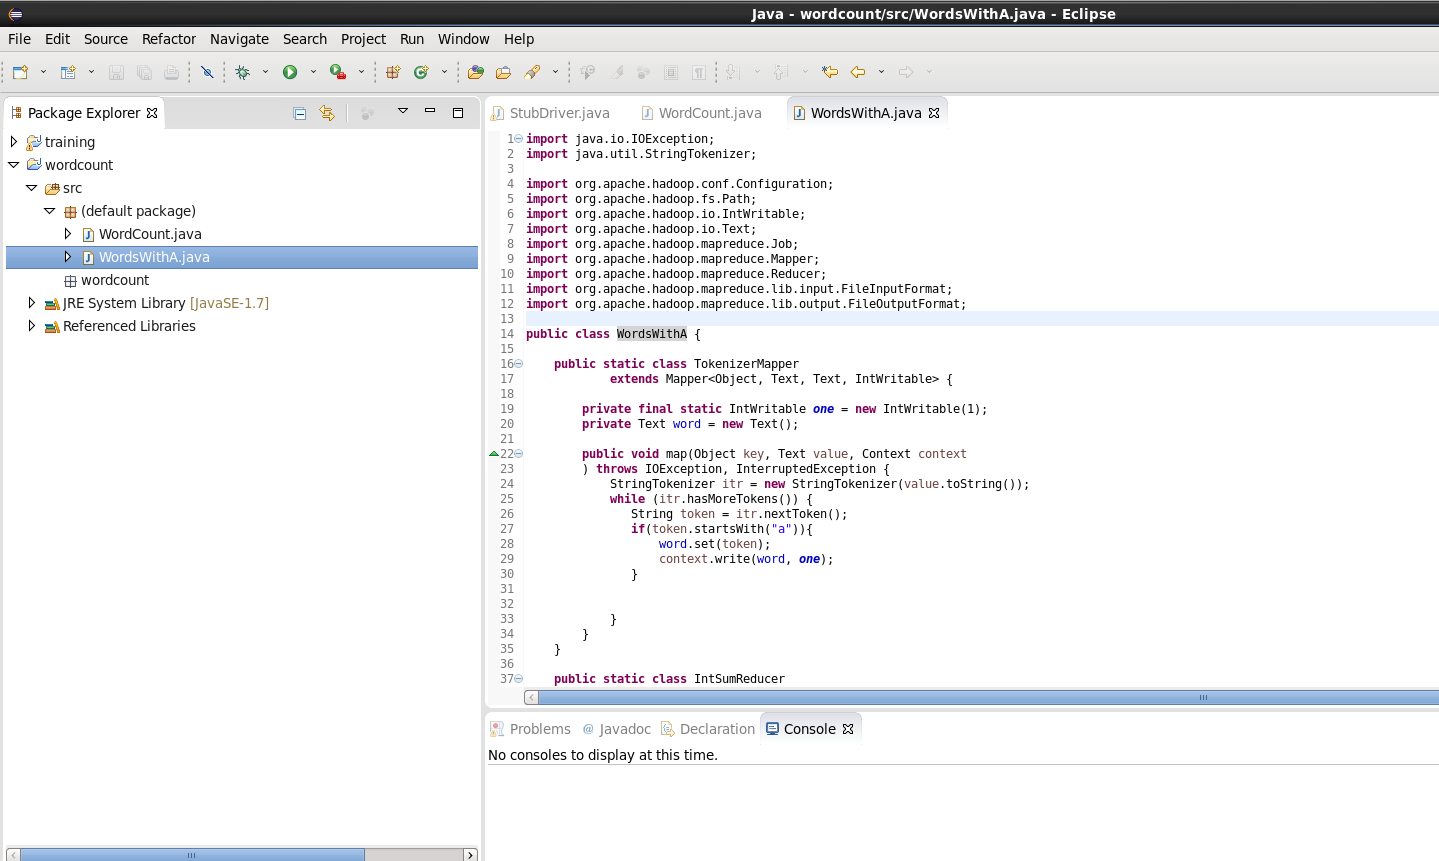 Java - wordcount/src/WordsWithA.java - Eclipse
File Edit Source Refactor Navigate Search Project Run Window Help
Package Explorer
training
wordcount
src
(default package)
WordCount.java
WordsWithA.java
wordcount
JRE System Library [JavaSE-1.7]
Referenced Libraries
StubDriver.java WordCount.java WordsWithA.java
1 import java.io.IOException;
2 import java.util.StringTokenizer;
3
4 import org.apache.hadoop.conf.Configuration;
5 import org.apache.hadoop.fs.Path;
6 import org.apache.hadoop.io.IntWritable;
7 import org.apache.hadoop.io.Text;
8 import org.apache.hadoop.mapreduce.Job;
9 import org.apache.hadoop.mapreduce.Mapper;
10 import org.apache.hadoop.mapreduce.Reducer;
11 import org.apache.hadoop.mapreduce.lib.input.FileInputFormat;
12 import org.apache.hadoop.mapreduce.lib.output.FileOutputFormat;
13
14 public class WordsWithA {
15
16 public static class TokenizerMapper
17 extends Mapper<Object, Text, Text, IntWritable> {
18
19 private final static IntWritable one = new IntWritable(1);
20 private Text word = new Text();
21
22 public void map(Object key, Text value, Context context
23 ) throws IOException, InterruptedException {
24 StringTokenizer itr = new StringTokenizer(value.toString());
25 while (itr.hasMoreTokens()) {
26 String token = itr.nextToken();
27 if(token.startsWith("a")){
28 word.set(token);
29 context.write(word, one);
30 }
31
32
33 }
34 }
35 }
36
37 public static class IntSumReducer
Problems @ Javadoc Declaration Console
No consoles to display at this time.